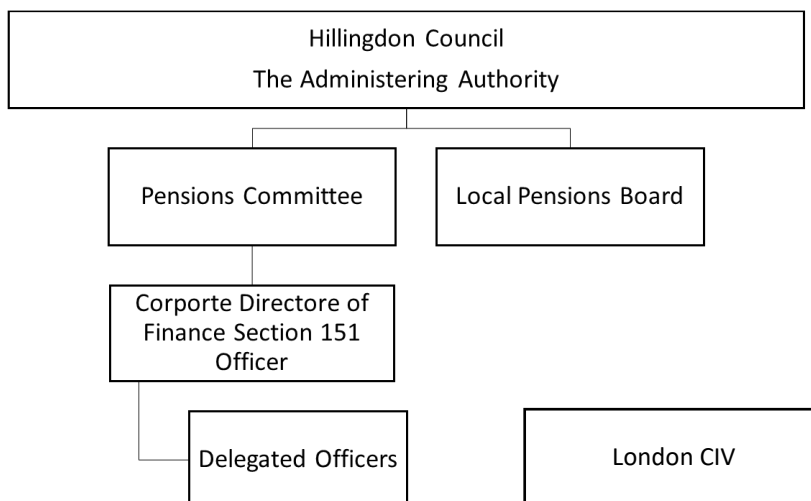 Hillingdon Council
The Administering Authority
Pensions Committee
Local Pensions Board
Corporte Directore of
Finance Section 151
Officer
Delegated Officers
London CIV